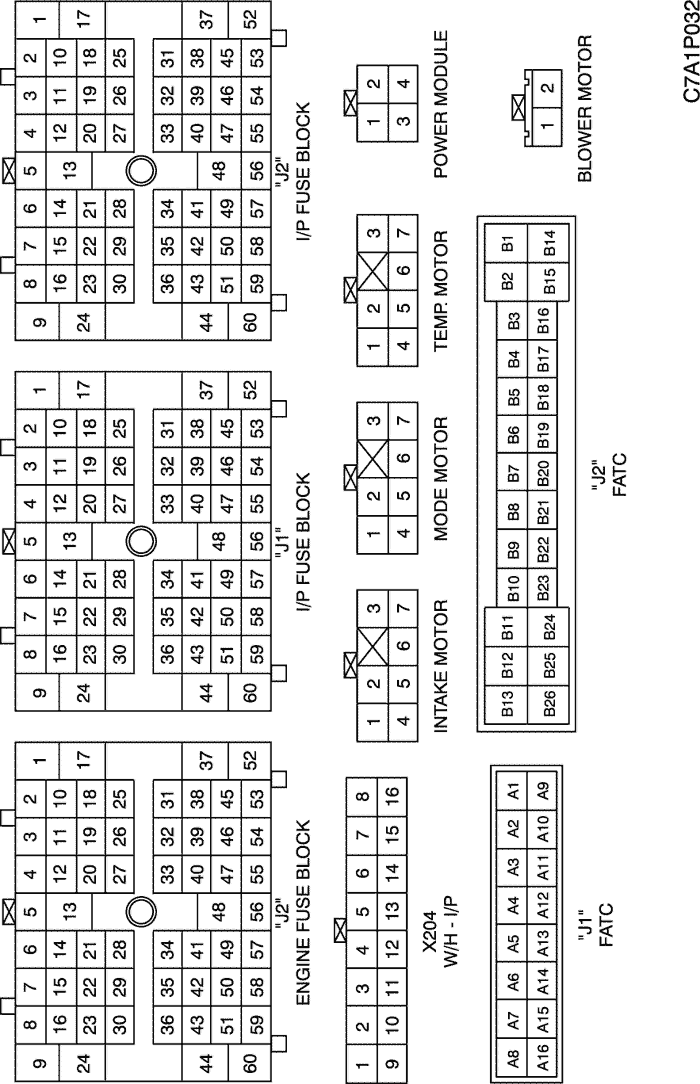 9 8 7 6 5 4 3 2 1
16 15 14 13 12 11 10
24 23 22 21 20 19 18 17
30 29 28 27 26 25
36 35 34 33 32 31
44 43 42 41 40 39 38 37
51 50 49 48 47 46 45
60 59 58 57 56 55 54 53 52
"J2"
ENGINE FUSE BLOCK
9 8 7 6 5 4 3 2 1
16 15 14 13 12 11 10
24 23 22 21 20 19 18 17
30 29 28 27 26 25
36 35 34 33 32 31
44 43 42 41 40 39 38 37
51 50 49 48 47 46 45
60 59 58 57 56 55 54 53 52
"J1"
I/P FUSE BLOCK
9 8 7 6 5 4 3 2 1
16 15 14 13 12 11 10
24 23 22 21 20 19 18 17
30 29 28 27 26 25
36 35 34 33 32 31
44 43 42 41 40 39 38 37
51 50 49 48 47 46 45
60 59 58 57 56 55 54 53 52
"J2"
I/P FUSE BLOCK
1 2 3 4 5 6 7 8
9 10 11 12 13 14 15 16
X204
W/H - I/P
1 2 3
4 5 6 7
INTAKE MOTOR
1 2 3
4 5 6 7
MODE MOTOR
1 2 3
4 5 6 7
TEMP. MOTOR
1 2
3 4
POWER MODULE
A8 A7 A6 A5 A4 A3 A2 A1
A16 A15 A14 A13 A12 A11 A10 A9
"J1"
FATC
B13 B12 B11 B10 B9 B8 B7 B6 B5 B4 B3 B2 B1
B26 B25 B24 B23 B22 B21 B20 B19 B18 B17 B16 B15 B14
"J2"
FATC
1 2
BLOWER MOTOR
C7A1P032